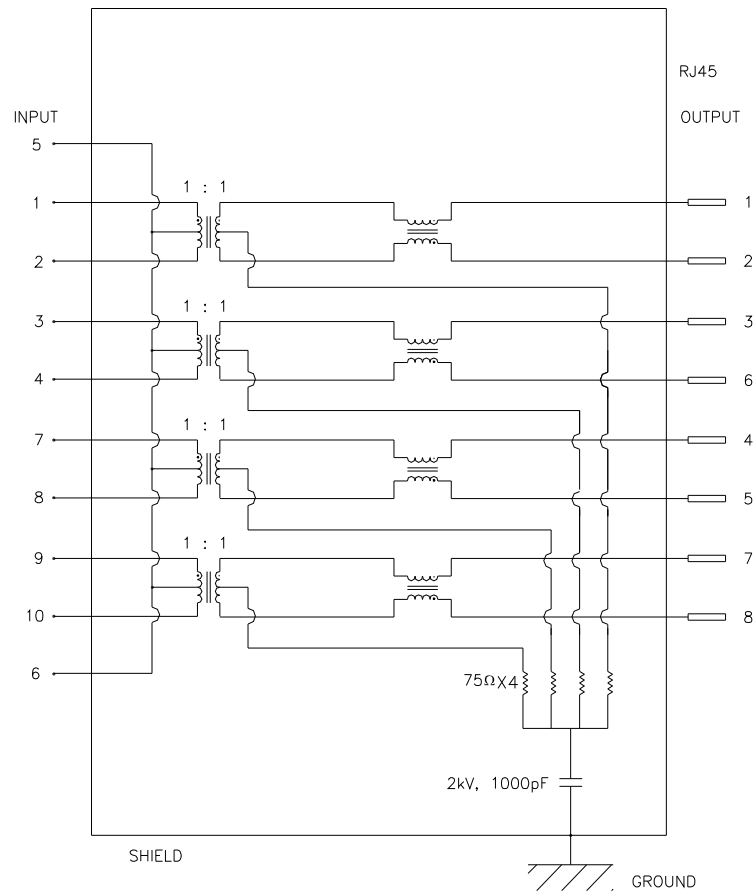 RJ45
INPUT
OUTPUT
5
1 : 1
1
1
2
2
1 : 1
3
3
4
6
1 : 1
7
4
8
5
1 : 1
9
7
10
8
6
75ΩX4
2kV, 1000pF
SHIELD
GROUND